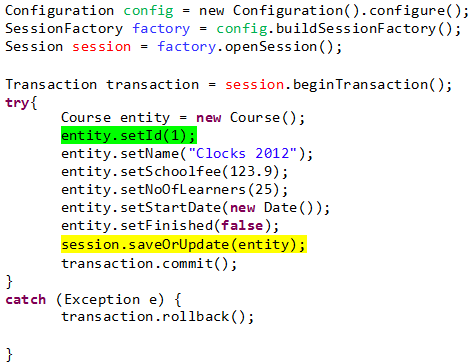 Configuration config = new Configuration().configure();
SessionFactory factory = config.buildSessionFactory();
Session session = factory.openSession();

Transaction transaction = session.beginTransaction();
try{
        Course entity = new Course();
        entity.setId(1);
        entity.setName("Clocks 2012");
        entity.setSchoolfee(123.9);
        entity.setNoOfLearners(25);
        entity.setStartDate(new Date());
        entity.setFinished(false);
        session.saveOrUpdate(entity);
        transaction.commit();
}
catch (Exception e) {
        transaction.rollback();

}